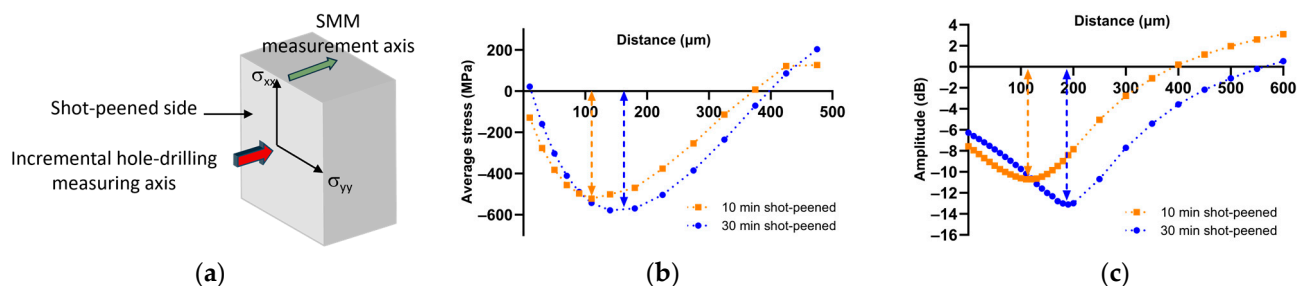 SMM
measurement axis
σxx
Shot-peened side
Incremental hole-drilling
measuring axis
σyy
(a)
Distance (μm)
Average stress (MPa)
200
0
−200
−400
−600
100
200
300
400
500
10 min shot-peened
30 min shot-peened
(b)
Distance (μm)
Amplitude (dB)
4
2
0
−2
−4
−6
−8
−10
−12
−14
−16
100
200
300
400
500
600
10 min shot-peened
30 min shot-peened
(c)